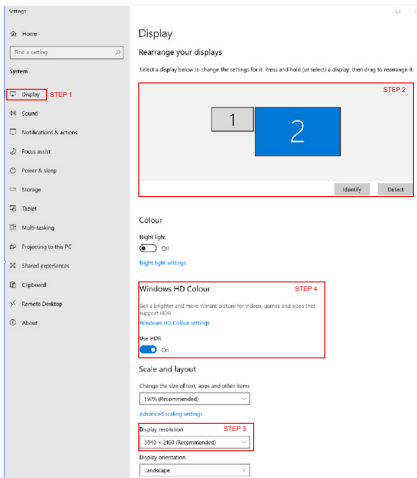 Settings
Home
Find a setting
System
Display STEP 1
Sound
Notifications & actions
Focus assist
Power & sleep
Storage
Tablet
Multi-tasking
Projecting to this PC
Shared experiences
Clipboard
Remote Desktop
About
Display
Rearrange your displays
Select a display below to change the settings for it. Press and hold (or select) a display, then drag to rearrange it.
STEP 2
1
2
Identify Detect
Colour
Night light
Off
Night light settings
Windows HD Colour STEP 4
Get a brighter and more vibrant picture for videos, games and apps that
support HDR.
Windows HD Colour settings
Use HDR
On
Scale and layout
Change the size of text, apps and other items
150% (Recommended)
Advanced scaling settings
Display resolution STEP 3
3840 × 2160 (Recommended)
Display orientation
Landscape